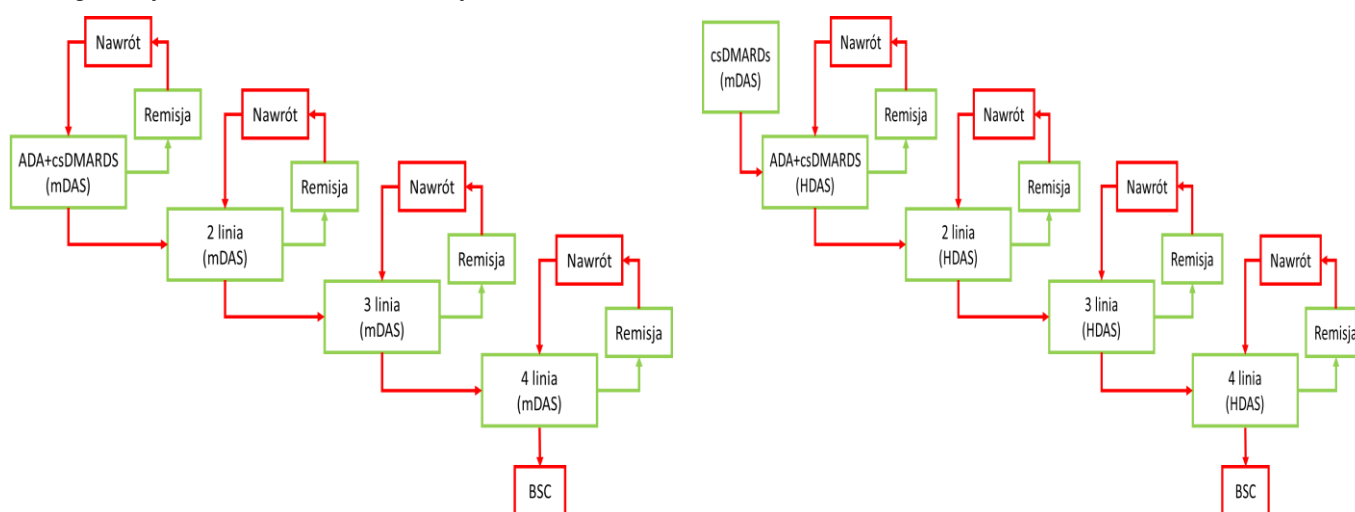 Nawrót
Remisja
ADA+csDMARDS
(mDAS)
Nawrót
Remisja
2 linia
(mDAS)
Nawrót
Remisja
3 linia
(mDAS)
Nawrót
Remisja
4 linia
(mDAS)
BSC
csDMARDs
(mDAS)
Nawrót
Remisja
ADA+csDMARDS
(HDAS)
Nawrót
Remisja
2 linia
(HDAS)
Nawrót
Remisja
3 linia
(HDAS)
Nawrót
Remisja
4 linia
(HDAS)
BSC